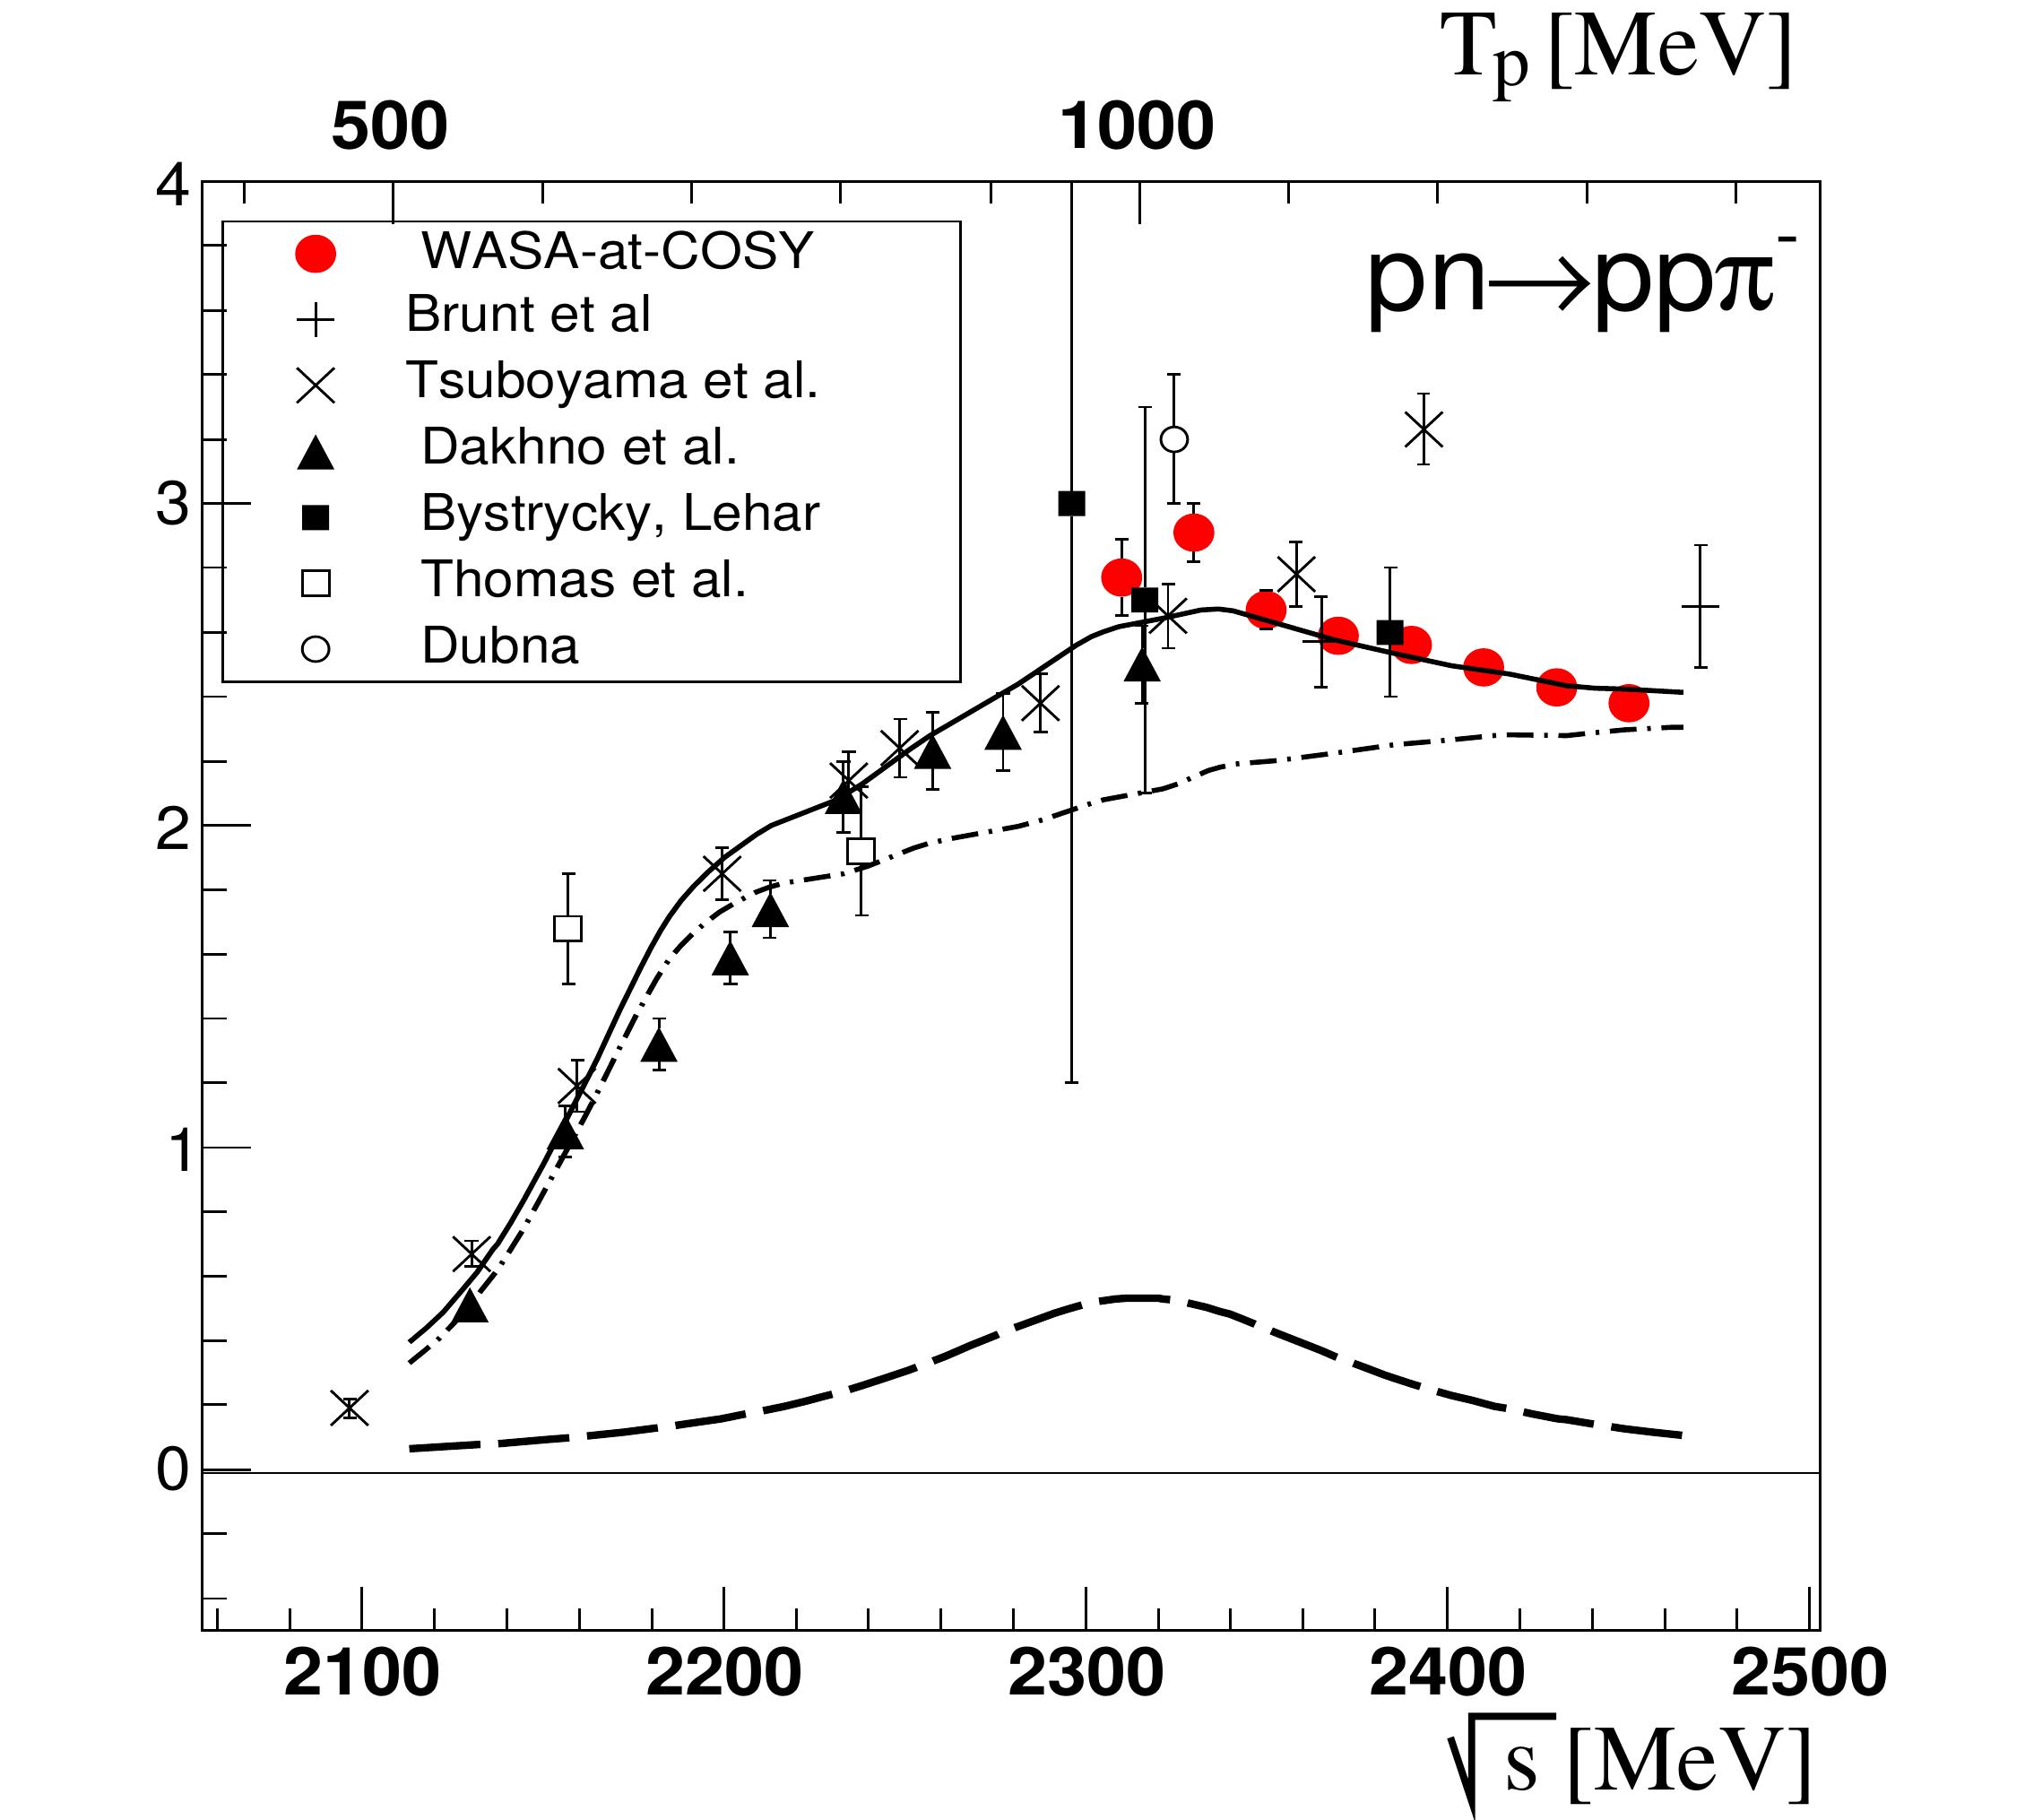 T_p [MeV]
500 1000
4
WASA-at-COSY
pn→ppπ⁻
Brunt et al
Tsuboyama et al.
Dakhno et al.
3
Bystrycky, Lehar
Thomas et al.
Dubna
2
1
0
2100 2200 2300 2400 2500
√s [MeV]